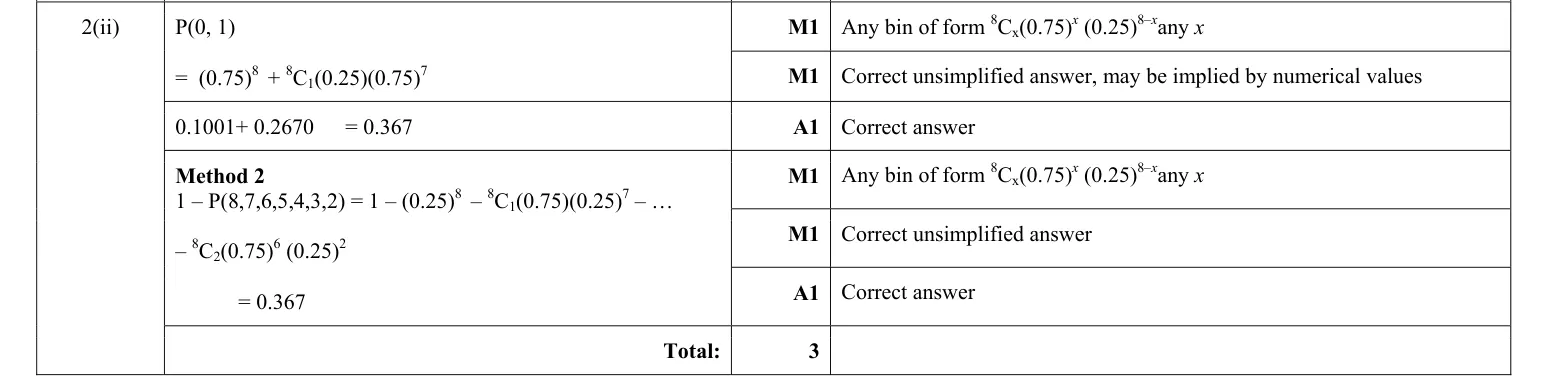 2(ii) P(0, 1) M1 Any bin of form ⁸Cₓ(0.75)ˣ (0.25)⁸⁻ˣany x
= (0.75)⁸ + ⁸C₁(0.25)(0.75)⁷ M1 Correct unsimplified answer, may be implied by numerical values
0.1001+ 0.2670 = 0.367 A1 Correct answer
Method 2 M1 Any bin of form ⁸Cₓ(0.75)ˣ (0.25)⁸⁻ˣany x
1 – P(8,7,6,5,4,3,2) = 1 – (0.25)⁸ – ⁸C₁(0.75)(0.25)⁷ – …
– ⁸C₂(0.75)⁶ (0.25)² M1 Correct unsimplified answer
= 0.367 A1 Correct answer
Total: 3